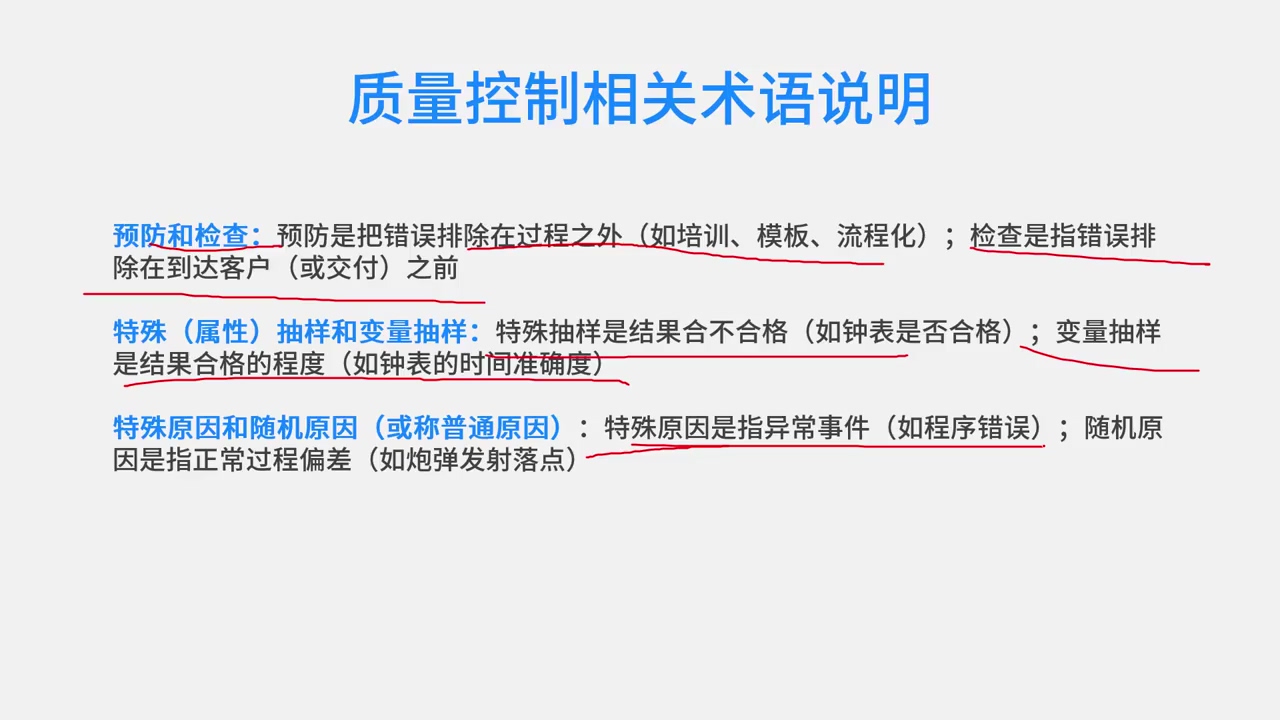 质量控制相关术语说明
预防和检查：预防是把错误排除在过程之外（如培训、模板、流程化）；检查是指错误排
除在到达客户（或交付）之前
特殊（属性）抽样和变量抽样：特殊抽样是结果合不合格（如钟表是否合格）；变量抽样
是结果合格的程度（如钟表的时间准确度）
特殊原因和随机原因（或称普通原因）：特殊原因是指异常事件（如程序错误）；随机原
因是指正常过程偏差（如炮弹发射落点）